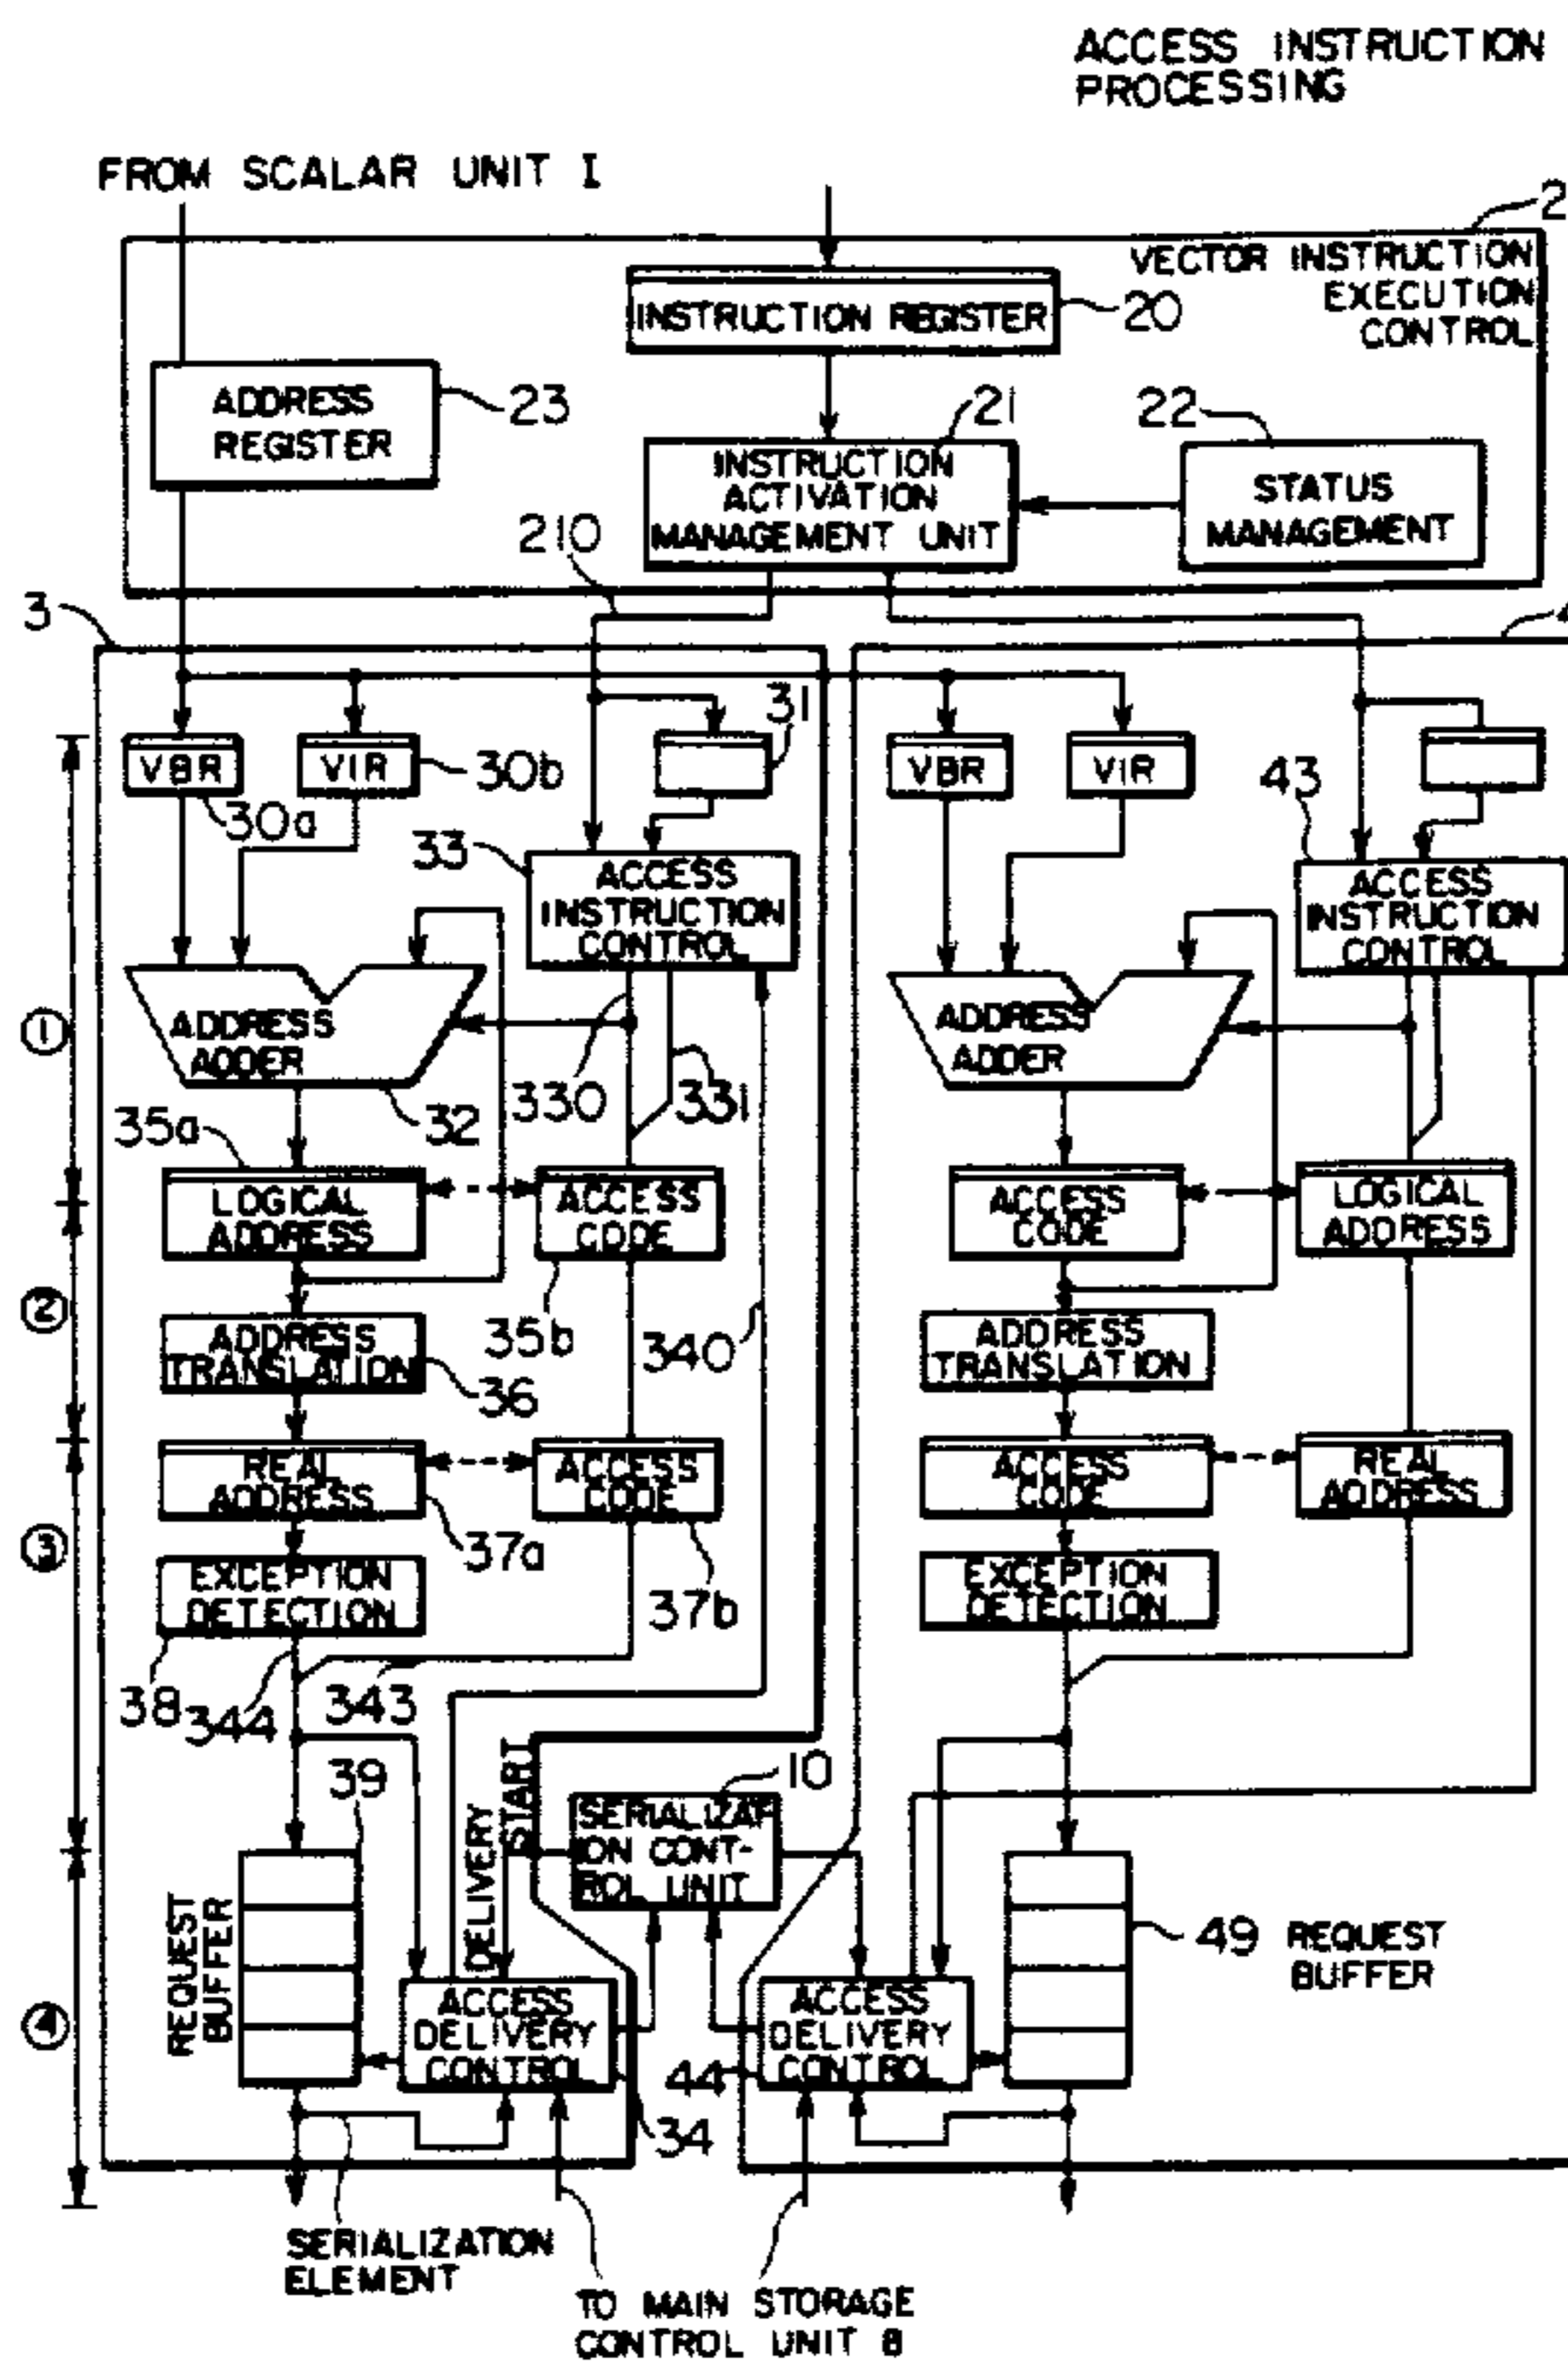 ACCESS INSTRUCTION
PROCESSING
FROM SCALAR UNIT I
2
VECTOR INSTRUCTION
EXECUTION
CONTROL
INSTRUCTION REGISTER
20
ADDRESS
REGISTER
23
21
22
INSTRUCTION
ACTIVATION
MANAGEMENT UNIT
STATUS
MANAGEMENT
210
3
31
VBR
VIR
30b
30a
VBR
VIR
43
33
ACCESS
INSTRUCTION
CONTROL
ACCESS
INSTRUCTION
CONTROL
1
ADDRESS
ADDER
ADDRESS
ADDER
330
331
32
35a
LOGICAL
ADDRESS
ACCESS
CODE
ACCESS
CODE
LOGICAL
ADDRESS
2
35b
340
ADDRESS
TRANSLATION
36
ADDRESS
TRANSLATION
REAL
ADDRESS
ACCESS
CODE
ACCESS
CODE
REAL
ADDRESS
3
37a
37b
EXCEPTION
DETECTION
EXCEPTION
DETECTION
38
344
343
39
DELIVERY
START
10
SERIALIZAT
ION CONT-
ROL UNIT
REQUEST
BUFFER
49
REQUEST
BUFFER
4
ACCESS
DELIVERY
CONTROL
44
ACCESS
DELIVERY
CONTROL
34
SERIALIZATION
ELEMENT
TO MAIN STORAGE
CONTROL UNIT 8